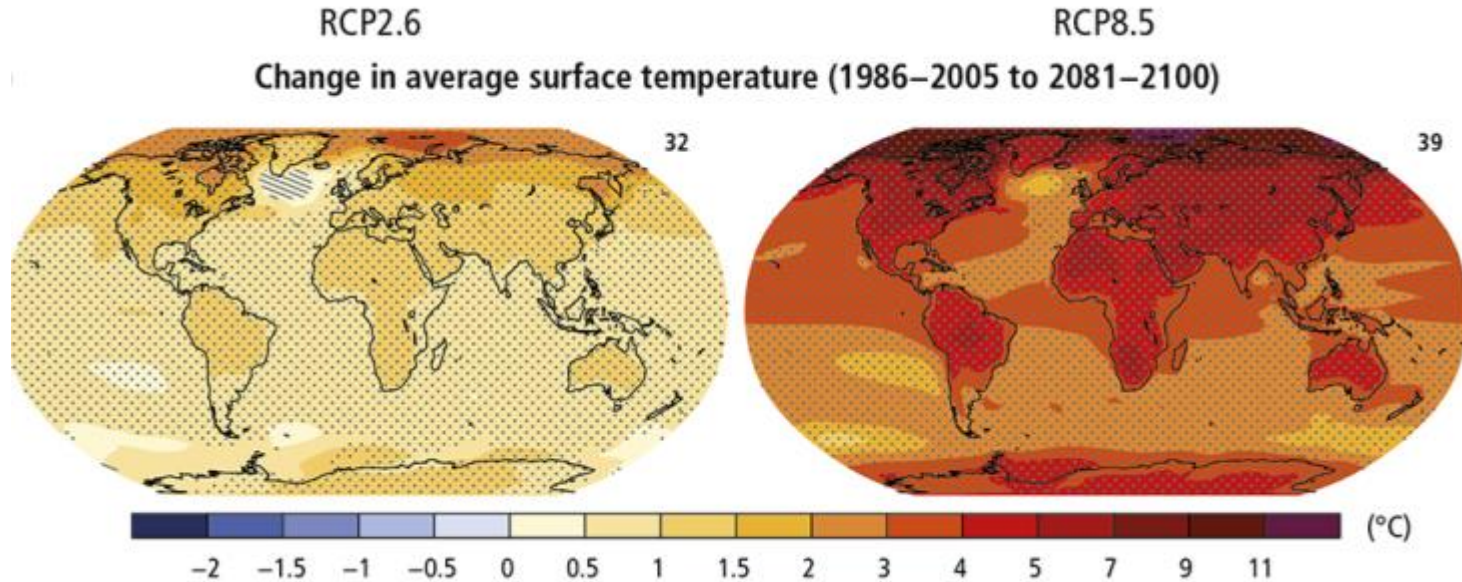 RCP2.6 RCP8.5
Change in average surface temperature (1986–2005 to 2081–2100)
32 39
−2 −1.5 −1 −0.5 0 0.5 1 1.5 2 3 4 5 7 9 11 (°C)